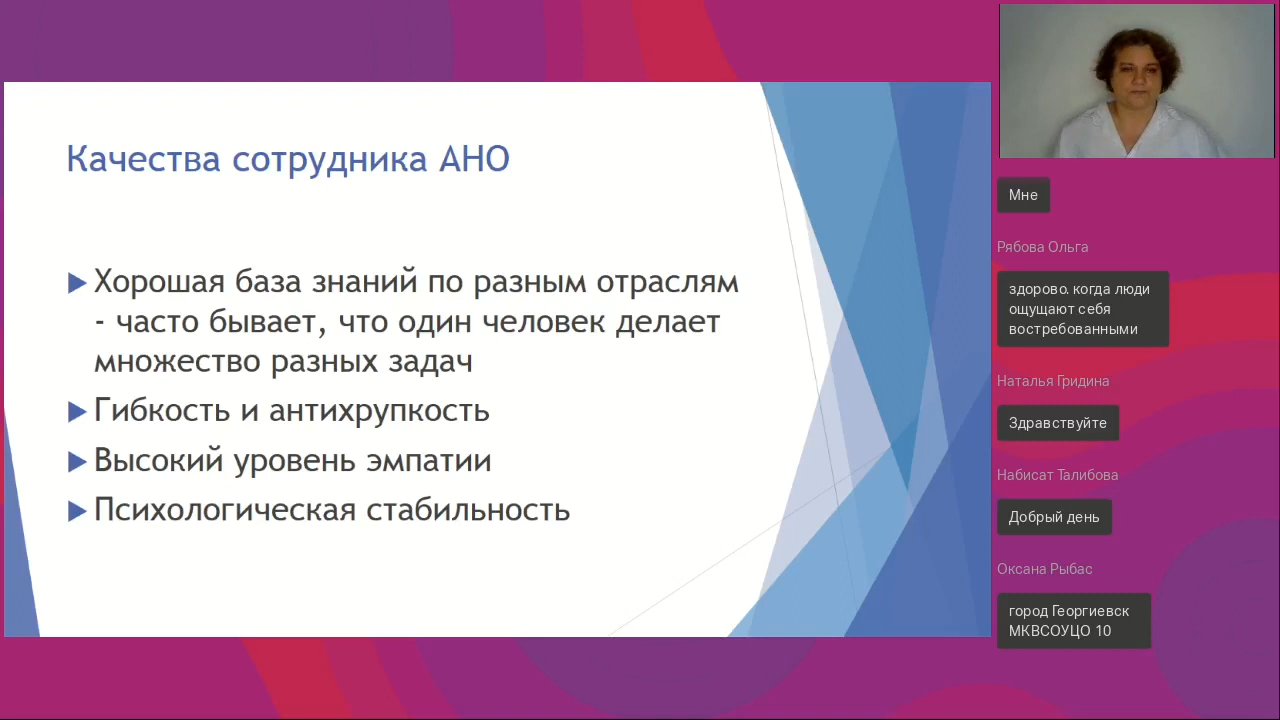 Качества сотрудника АНО
Хорошая база знаний по разным отраслям
- часто бывает, что один человек делает
множество разных задач
Гибкость и антихрупкость
Высокий уровень эмпатии
Психологическая стабильность
Мне
Рябова Ольга
здорово. когда люди
ощущают себя
востребованными
Наталья Гридина
Здравствуйте
Набисат Талибова
Добрый день
Оксана Рыбас
город Георгиевск
МКВСОУЦО 10